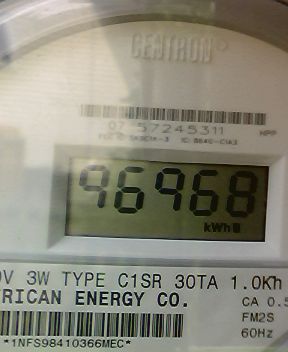 CENTRON
07 57245311 HPP
96968
kWh
V 3W TYPE C1SR 30TA 1.0Kh
RICAN ENERGY CO.
CA 0.5
FM2S
*1NFS98410366MEC*
60Hz